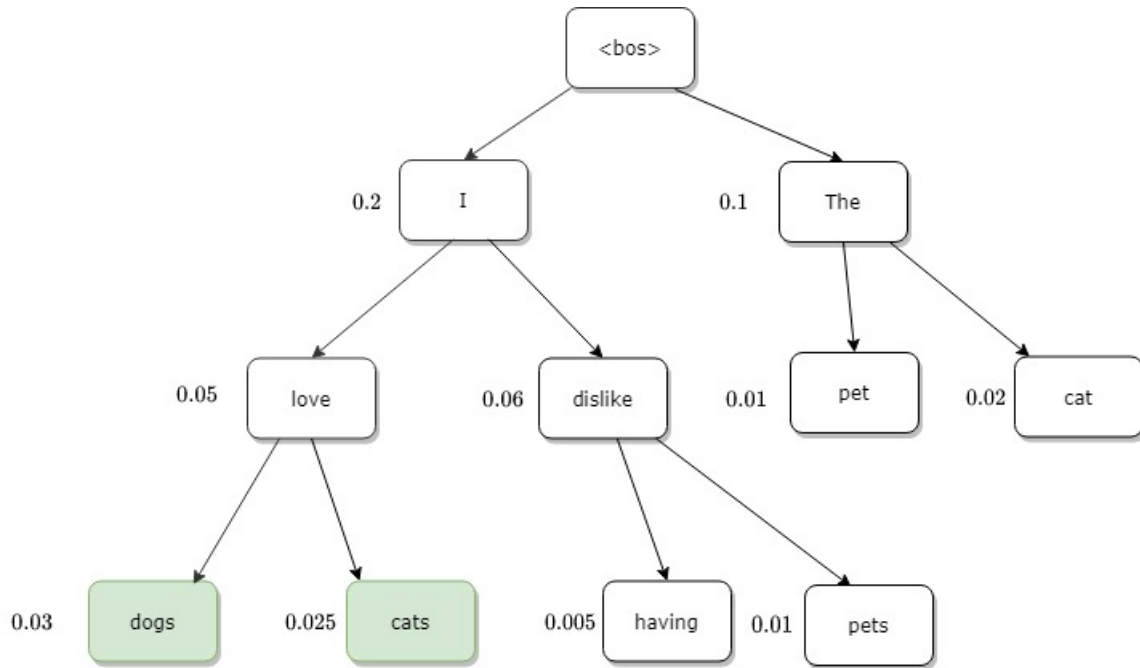 <bos>
0.2
I
0.1
The
0.05
love
0.06
dislike
0.01
pet
0.02
cat
0.03
dogs
0.025
cats
0.005
having
0.01
pets